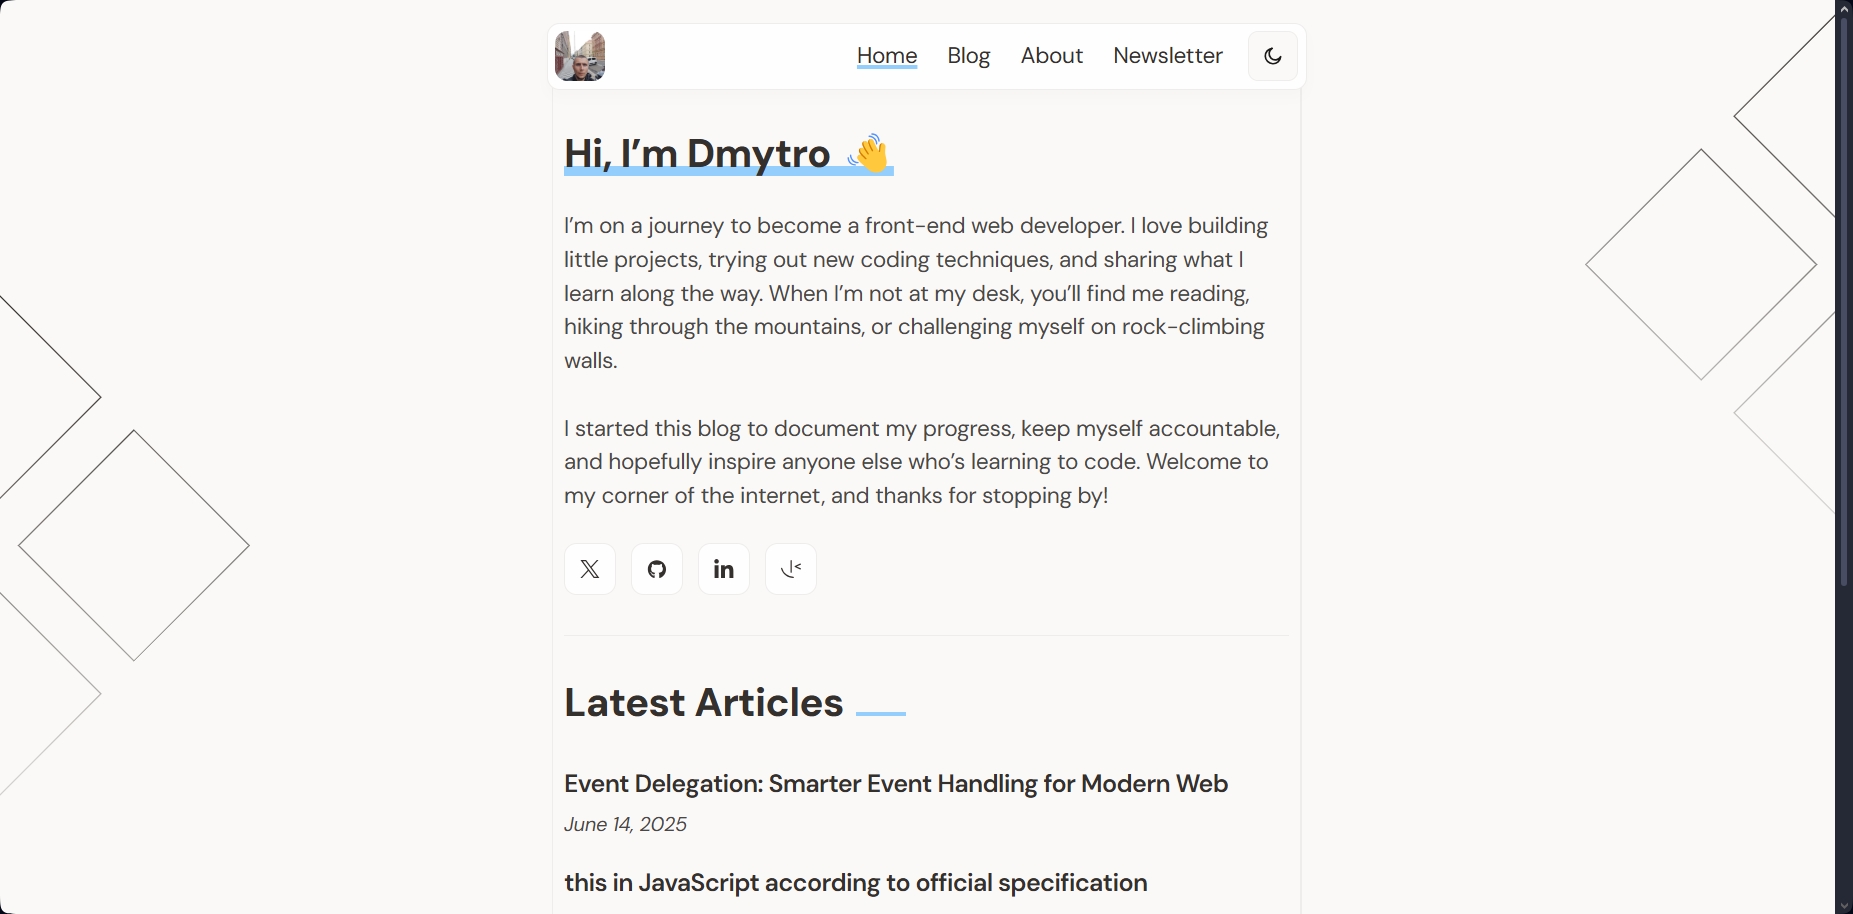 Home Blog About Newsletter
Hi, I’m Dmytro 👋
I’m on a journey to become a front-end web developer. I love building
little projects, trying out new coding techniques, and sharing what I
learn along the way. When I’m not at my desk, you’ll find me reading,
hiking through the mountains, or challenging myself on rock-climbing
walls.
I started this blog to document my progress, keep myself accountable,
and hopefully inspire anyone else who’s learning to code. Welcome to
my corner of the internet, and thanks for stopping by!
Latest Articles
Event Delegation: Smarter Event Handling for Modern Web
June 14, 2025
this in JavaScript according to official specification